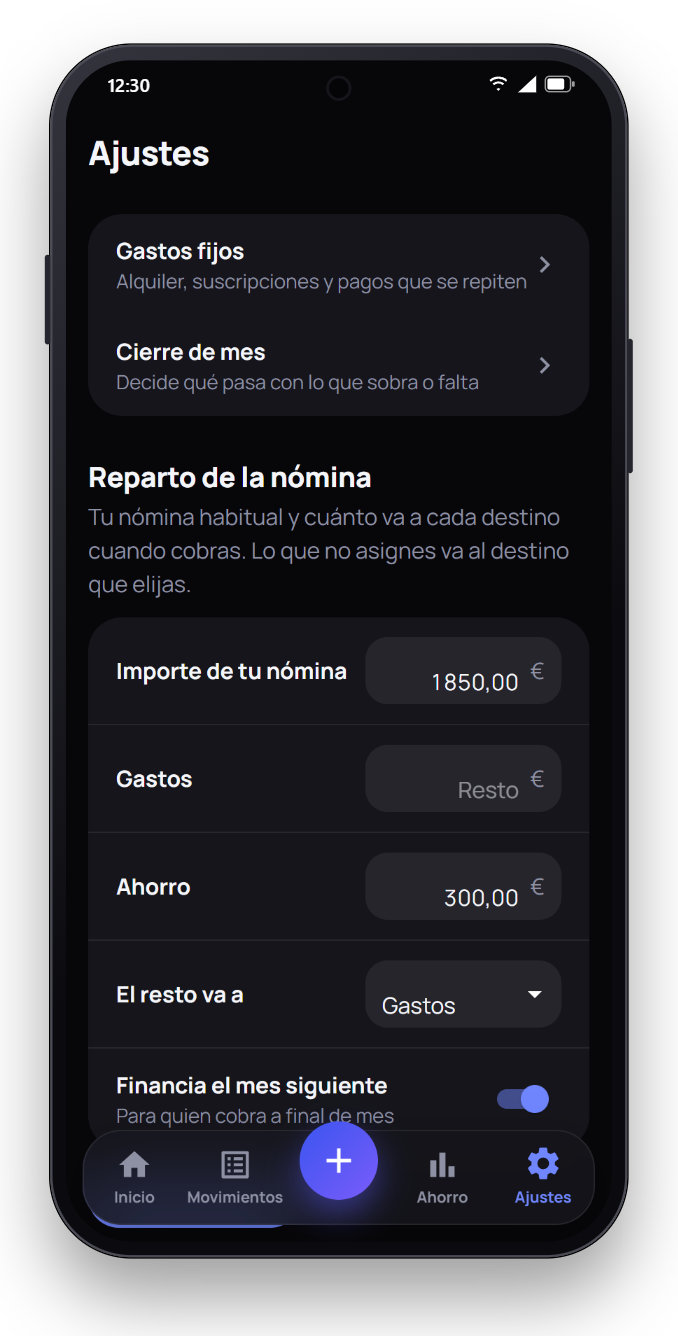 12:30
Ajustes
Gastos fijos
Alquiler, suscripciones y pagos que se repiten
Cierre de mes
Decide qué pasa con lo que sobra o falta
Reparto de la nómina
Tu nómina habitual y cuánto va a cada destino
cuando cobras. Lo que no asignes va al destino
que elijas.
Importe de tu nómina 1850,00 €
Gastos Resto €
Ahorro 300,00 €
El resto va a Gastos
Financia el mes siguiente
Para quien cobra a final de mes
Inicio Movimientos + Ahorro Ajustes